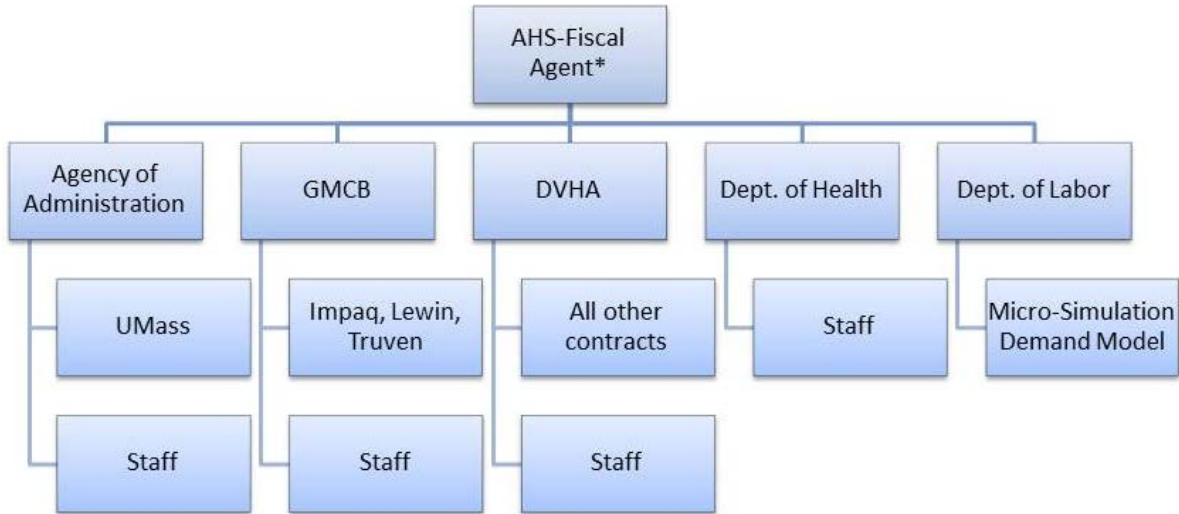 AHS-Fiscal
Agent*
Agency of
Administration
GMCB
DVHA
Dept. of Health
Dept. of Labor
UMass
Impaq, Lewin,
Truven
All other
contracts
Staff
Micro-Simulation
Demand Model
Staff
Staff
Staff